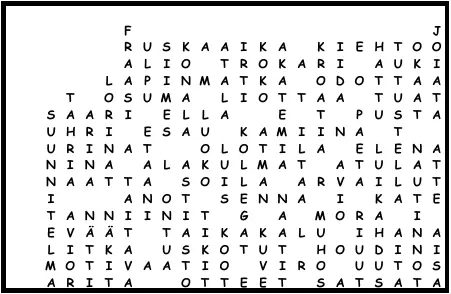 F J
RUSKAAIKA KIEHTOO
ALIO TROKARI AUKI
LAPINMATKA ODOTTAA
T OSUMA LIOTTAA TUAT
SAARI ELLA E T PUSTA
UHRI ESAU KAMIINA T
URINAT OLOTILA ELENA
NINA ALAKULMAT ATULAT
NAATTA SOILA ARVAILUT
I ANOT SENNA I KATE
TANNIINIT G A MORA I
EVÄÄT TAIKAKALU IHANA
LITKA USKOTUT HOUDINI
MOTIVAATIO VIRO UUTOS
ARITA OTTEET SATSATA